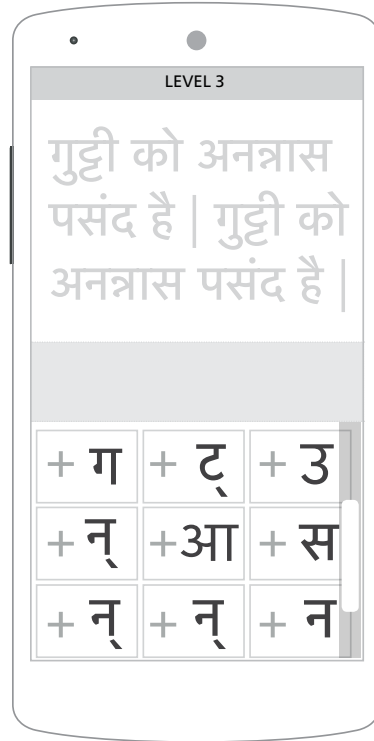 LEVEL 3
गुट्टी को अनन्नास
पसंद है | गुट्टी को
अनन्नास पसंद है |
+ ग + ट् + उ
+ न् +आ + स
+ न् + न् + न